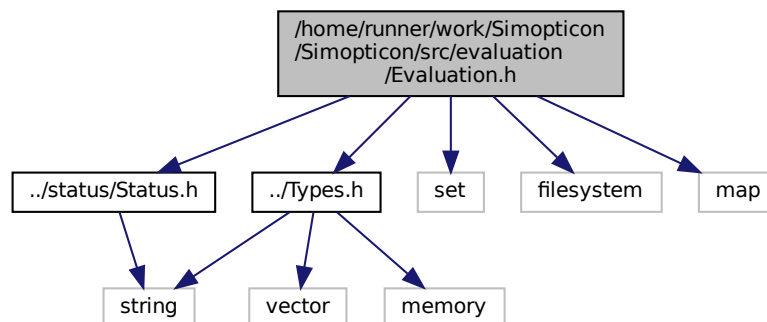 /home/runner/work/Simopticon
/Simopticon/src/evaluation
/Evaluation.h
../status/Status.h
../Types.h
set
filesystem
map
string
vector
memory